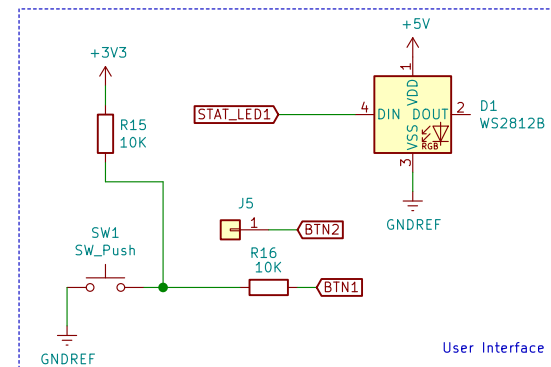 +5V
+3V3
1
VDD
STAT_LED1
4
DIN
DOUT
2
D1
WS2812B
RGB
VSS
3
R15
10K
GNDREF
J5
1
BTN2
SW1
SW_Push
R16
10K
BTN1
GNDREF
User Interface